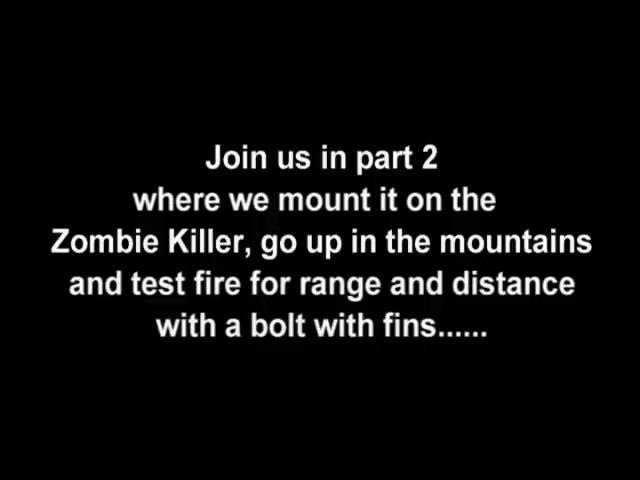 Join us in part 2
where we mount it on the
Zombie Killer, go up in the mountains
and test fire for range and distance
with a bolt with fins......